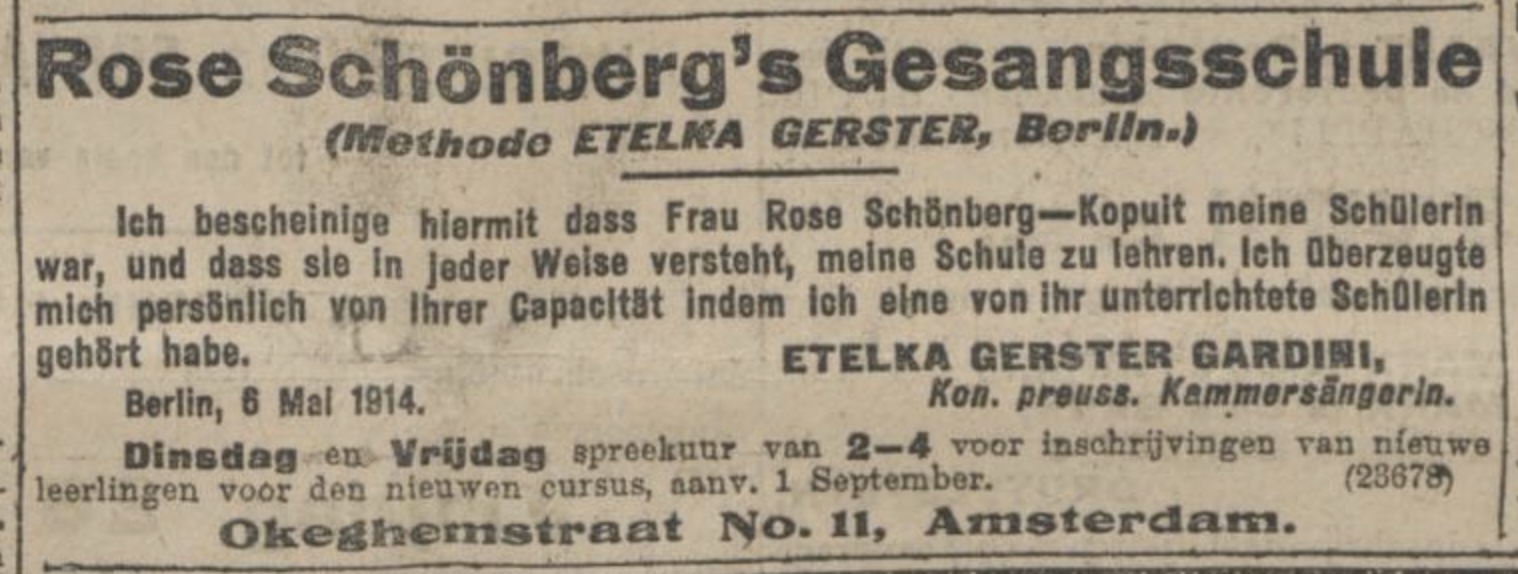 Rose Schönberg's Gesangsschule
(Methode ETELKA GERSTER, Berlin.)
Ich bescheinige hiermit dass Frau Rose Schönberg—Kopuit meine Schülerin
war, und dass sie in jeder Weise versteht, meine Schule zu lehren. Ich überzeugte
mich persönlich von ihrer Capacität indem ich eine von ihr unterrichtete Schülerin
gehört habe.
ETELKA GERSTER GARDINI,
Berlin, 6 Mai 1914.
Kon. preuss. Kammersängerin.
Dinsdag en Vrijdag spreekuur van 2—4 voor inschrijvingen van nieuwe
leerlingen voor den nieuwen cursus, aanv. 1 September. (23678)
Okeghemstraat No. 11, Amsterdam.